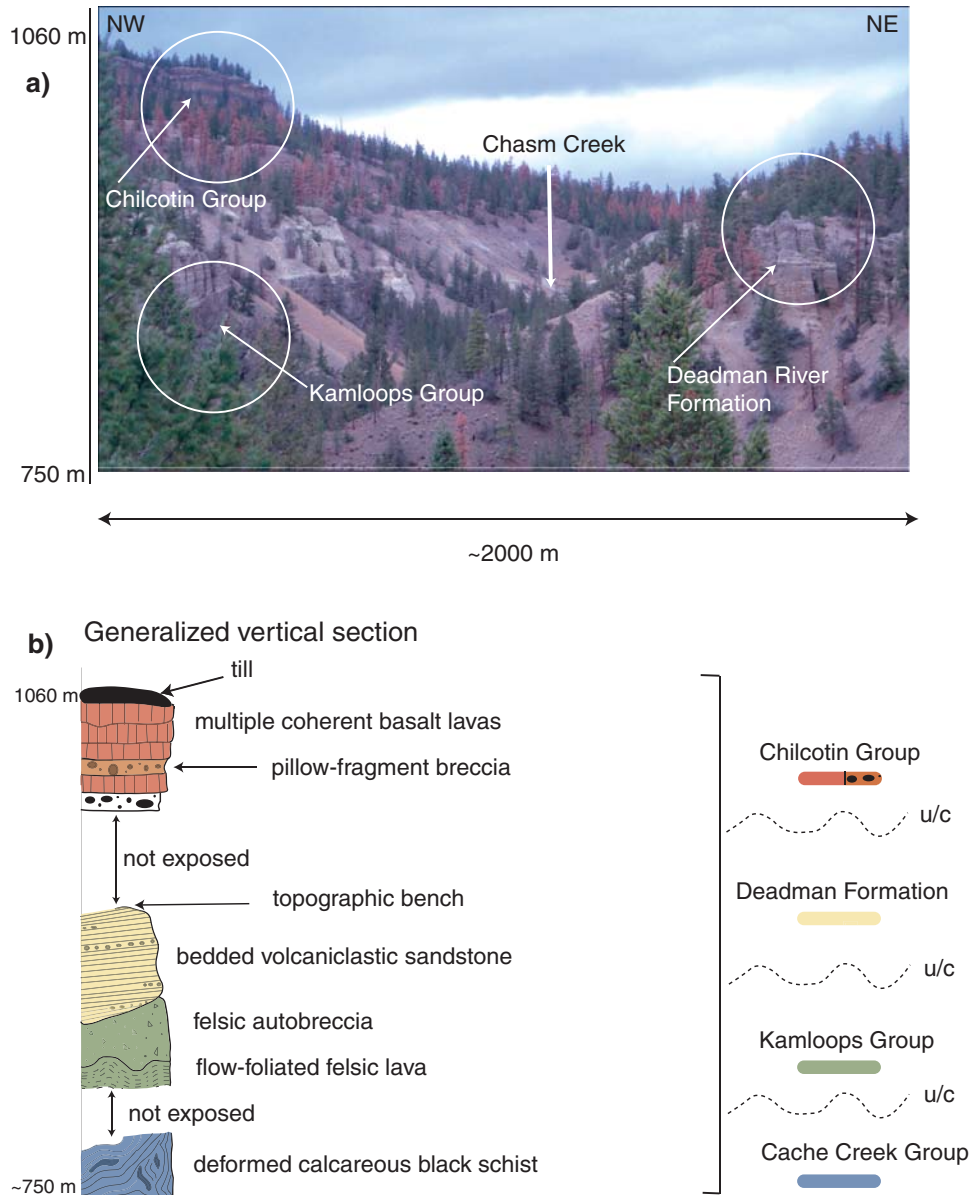 1060 m
a)
NW
NE
Chasm Creek
Chilcotin Group
Kamloops Group
Deadman River
Formation
750 m
~2000 m
b)
Generalized vertical section
till
1060 m
multiple coherent basalt lavas
pillow-fragment breccia
not exposed
topographic bench
bedded volcaniclastic sandstone
felsic autobreccia
flow-foliated felsic lava
not exposed
deformed calcareous black schist
~750 m
Chilcotin Group
u/c
Deadman Formation
u/c
Kamloops Group
u/c
Cache Creek Group